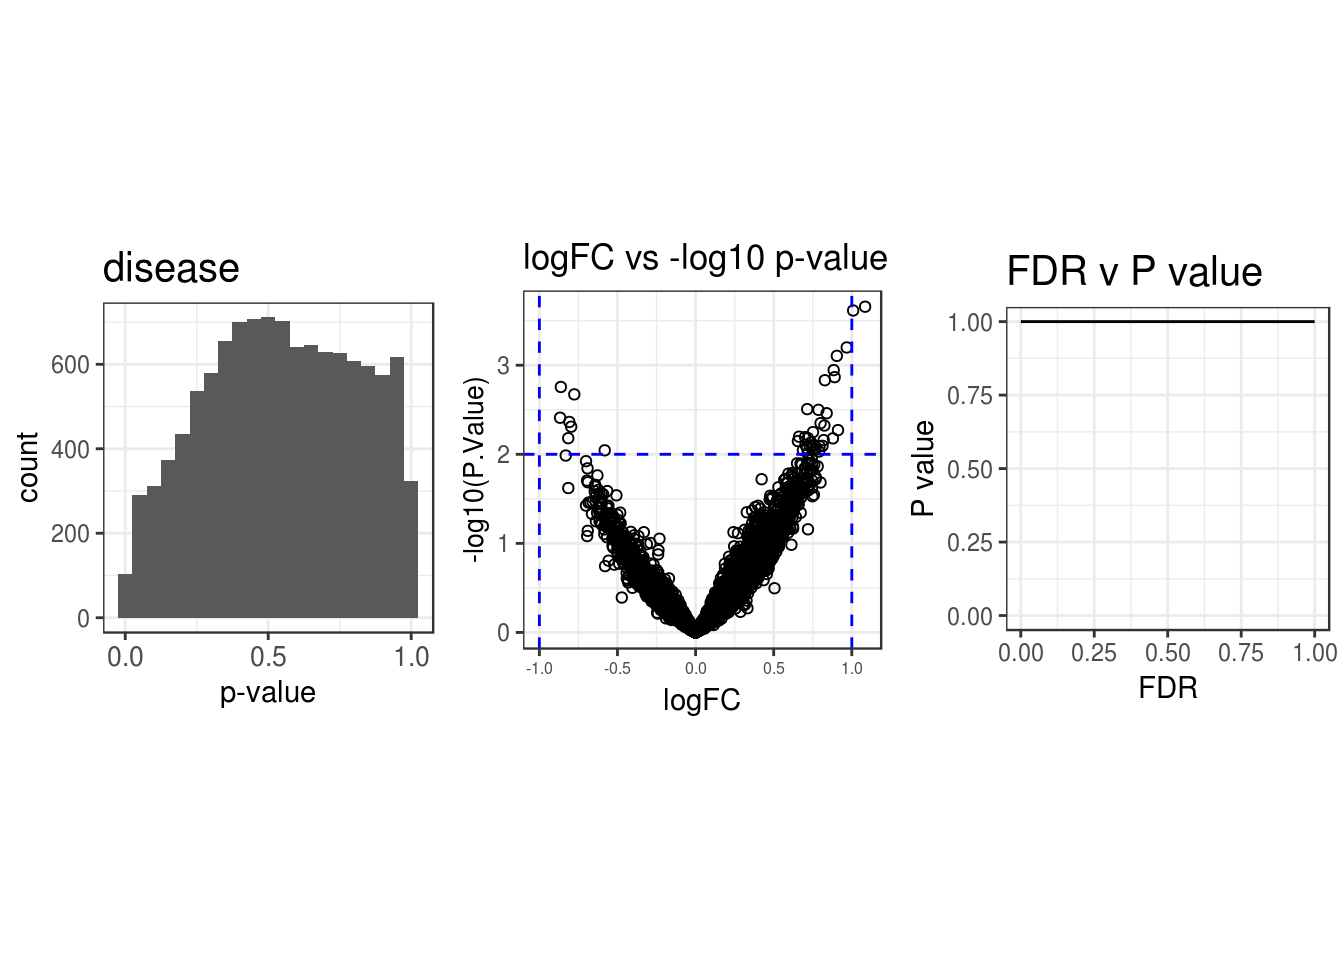 disease
count
600
400
200
0
0.0 0.5 1.0
p-value
logFC vs -log10 p-value
-log10(P.Value)
3
2
1
0
-1.0 -0.5 0.0 0.5 1.0
logFC
FDR v P value
P value
1.00
0.75
0.50
0.25
0.00
0.00 0.25 0.50 0.75 1.00
FDR